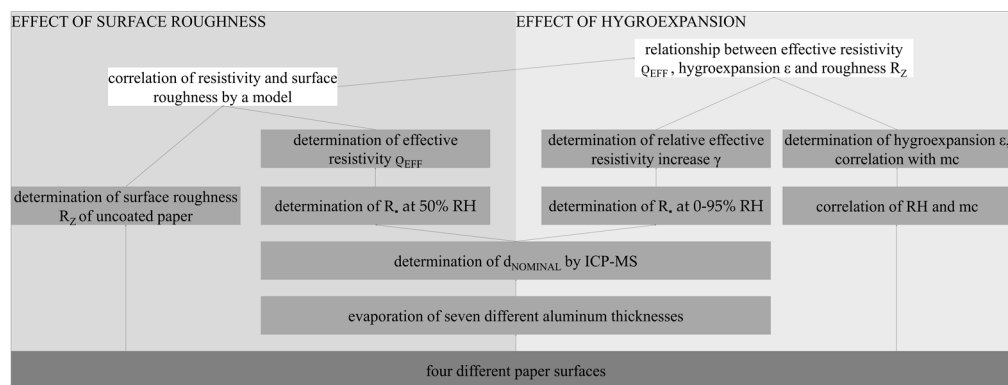 EFFECT OF SURFACE ROUGHNESS
EFFECT OF HYGROEXPANSION
relationship between effective resistivity
ϱEFF , hygroexpansion ε and roughness RZ
correlation of resistivity and surface
roughness by a model
determination of effective
resistivity ϱEFF
determination of relative effective
resistivity increase γ
determination of hygroexpansion ε,
correlation with mc
determination of surface roughness
RZ of uncoated paper
determination of R▪ at 50% RH
determination of R▪ at 0-95% RH
correlation of RH and mc
determination of dNOMINAL by ICP-MS
evaporation of seven different aluminum thicknesses
four different paper surfaces